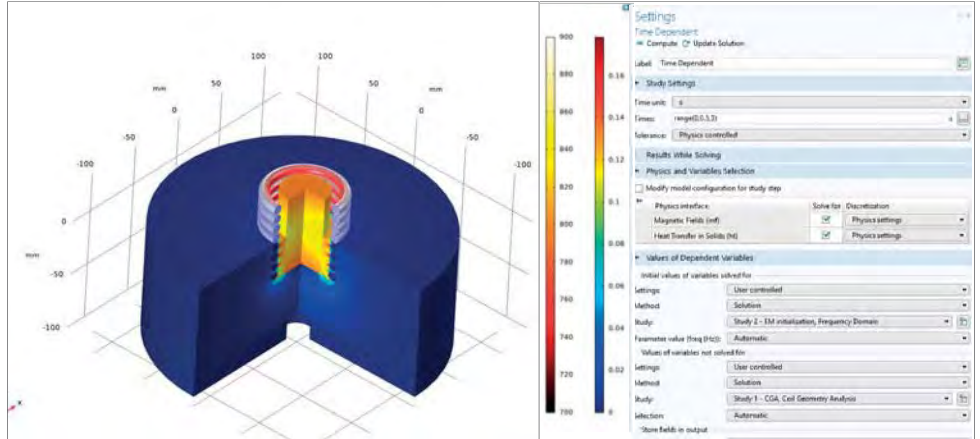 100
100
50
50
mm
mm
0
0
-50
-50
-100
-100
0
mm
-50
-100
x
900
880
860
840
820
800
780
760
740
720
700
0.16
0.14
0.12
0.1
0.08
0.06
0.04
0.02
0
Settings
Time Dependent
= Compute Update Solution
Label: Time Dependent
Study Settings
Time unit: s
Times: range(0,0.5,3) s
Tolerance: Physics controlled
Results While Solving
Physics and Variables Selection
Modify model configuration for study step
Physics interface Solve for Discretization
Magnetic Fields (mf) Physics settings
Heat Transfer in Solids (ht) Physics settings
Values of Dependent Variables
Initial values of variables solved for
Settings: User controlled
Method: Solution
Study: Study 2 - EM initialization, Frequency Domain
Parameter value (freq (Hz)): Automatic
Values of variables not solved for
Settings: User controlled
Method: Solution
Study: Study 1 - CGA, Coil Geometry Analysis
Selection: Automatic
Store fields in output